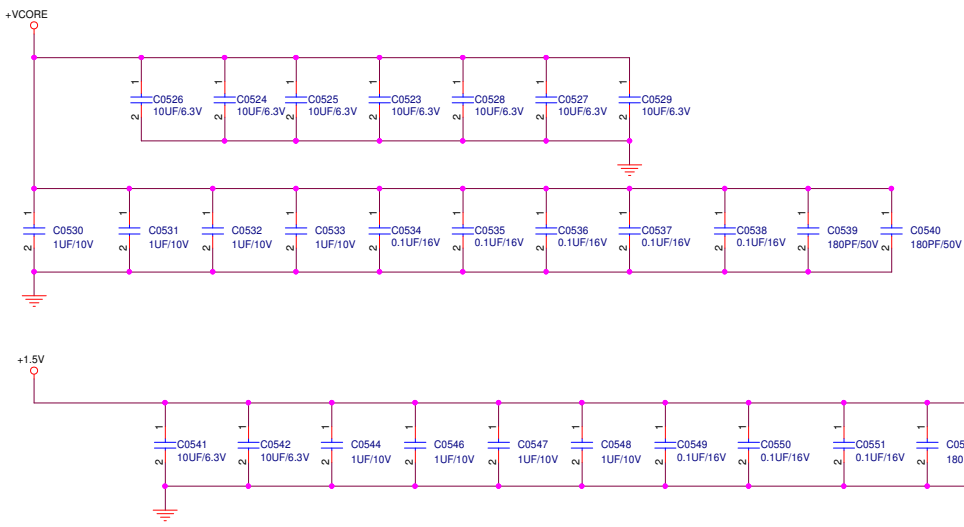 +VCORE
1 1 1 1 1 1 1
C0526 C0524 C0525 C0523 C0528 C0527 C0529
10UF/6.3V 10UF/6.3V 10UF/6.3V 10UF/6.3V 10UF/6.3V 10UF/6.3V 10UF/6.3V
2 2 2 2 2 2 2
1 1 1 1 1 1 1 1 1 1 1
C0530 C0531 C0532 C0533 C0534 C0535 C0536 C0537 C0538 C0539 C0540
1UF/10V 1UF/10V 1UF/10V 1UF/10V 0.1UF/16V 0.1UF/16V 0.1UF/16V 0.1UF/16V 0.1UF/16V 180PF/50V 180PF/50V
2 2 2 2 2 2 2 2 2 2 2
+1.5V
1 1 1 1 1 1 1 1 1 1
C0541 C0542 C0544 C0546 C0547 C0548 C0549 C0550 C0551 C05
10UF/6.3V 10UF/6.3V 1UF/10V 1UF/10V 1UF/10V 1UF/10V 0.1UF/16V 0.1UF/16V 0.1UF/16V 180
2 2 2 2 2 2 2 2 2 2